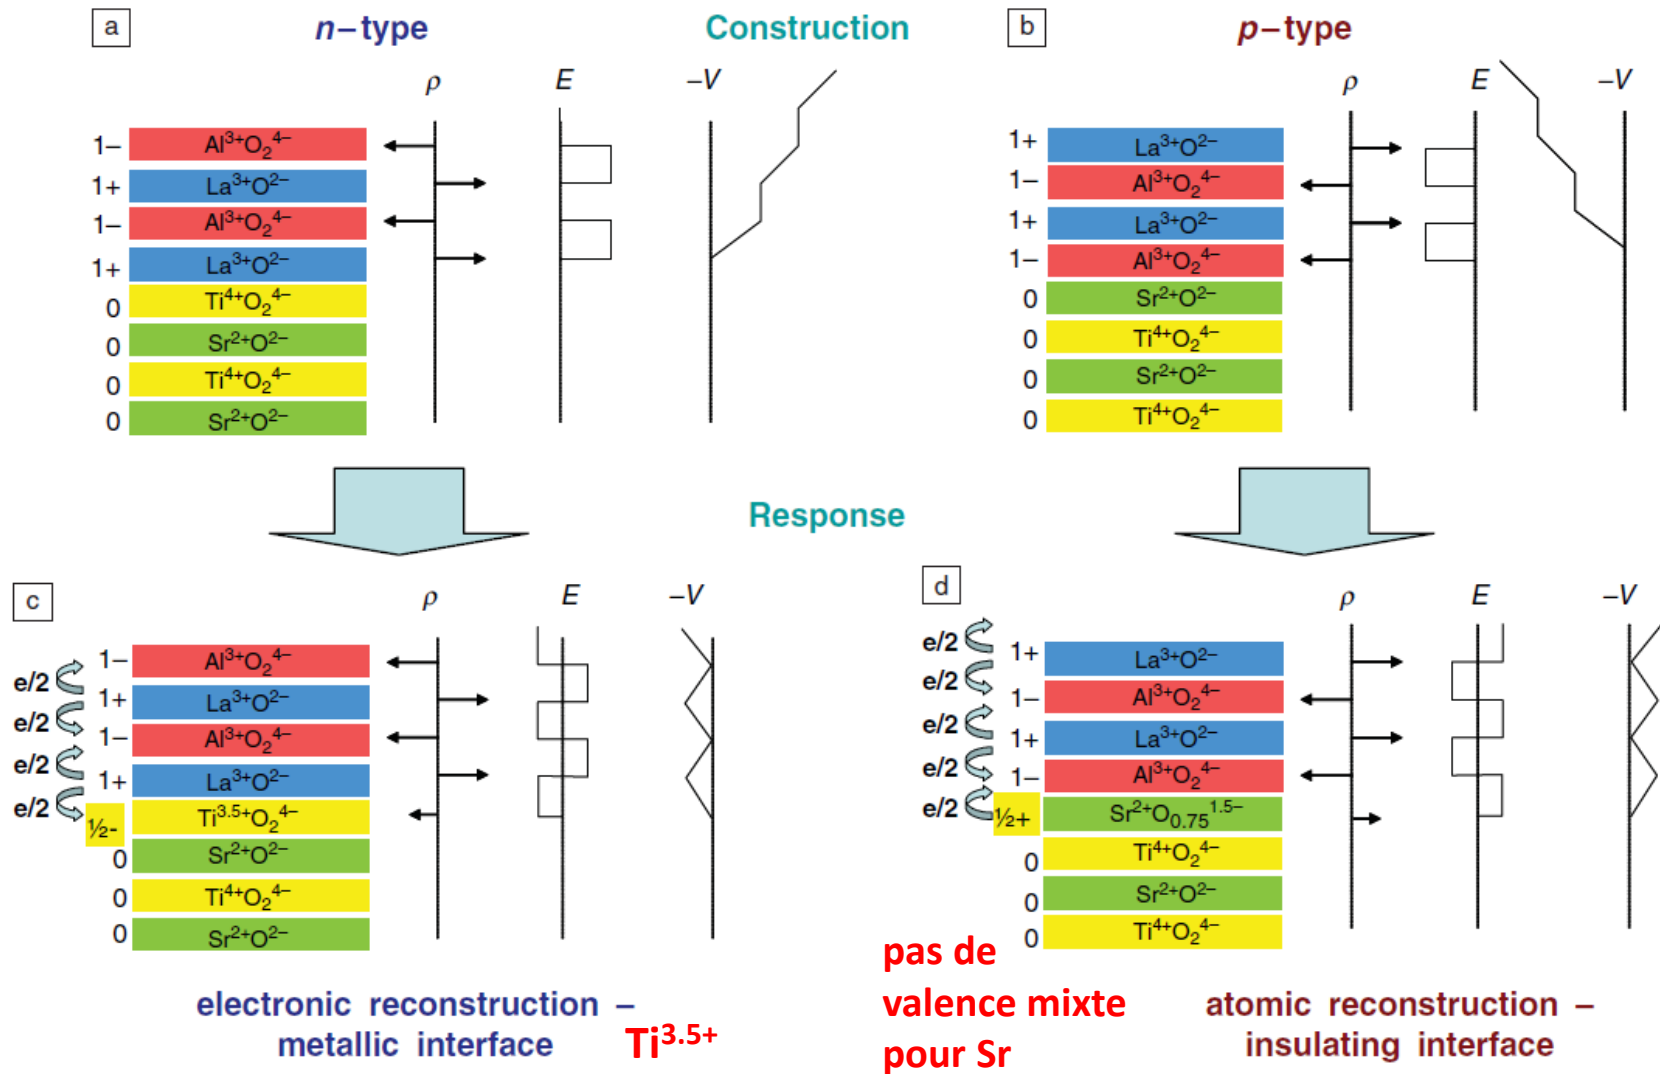 a
n–type
Construction
b
p–type
ρ
E
–V
1– Al³⁺O₂⁴⁻
1+ La³⁺O²⁻
1– Al³⁺O₂⁴⁻
1+ La³⁺O²⁻
0 Ti⁴⁺O₂⁴⁻
0 Sr²⁺O²⁻
0 Ti⁴⁺O₂⁴⁻
0 Sr²⁺O²⁻
ρ
E
–V
1+ La³⁺O²⁻
1– Al³⁺O₂⁴⁻
1+ La³⁺O²⁻
1– Al³⁺O₂⁴⁻
0 Sr²⁺O²⁻
0 Ti⁴⁺O₂⁴⁻
0 Sr²⁺O²⁻
0 Ti⁴⁺O₂⁴⁻
Response
c
ρ
E
–V
1– Al³⁺O₂⁴⁻
e/2
1+ La³⁺O²⁻
e/2
1– Al³⁺O₂⁴⁻
e/2
1+ La³⁺O²⁻
e/2
½- Ti³·⁵⁺O₂⁴⁻
0 Sr²⁺O²⁻
0 Ti⁴⁺O₂⁴⁻
0 Sr²⁺O²⁻
d
ρ
E
–V
e/2
1+ La³⁺O²⁻
e/2
1– Al³⁺O₂⁴⁻
e/2
1+ La³⁺O²⁻
e/2
1– Al³⁺O₂⁴⁻
e/2
½+ Sr²⁺O₀.₇₅¹·⁵⁻
0 Ti⁴⁺O₂⁴⁻
0 Sr²⁺O²⁻
0 Ti⁴⁺O₂⁴⁻
electronic reconstruction –
metallic interface
Ti³·⁵⁺
pas de
valence mixte
pour Sr
atomic reconstruction –
insulating interface